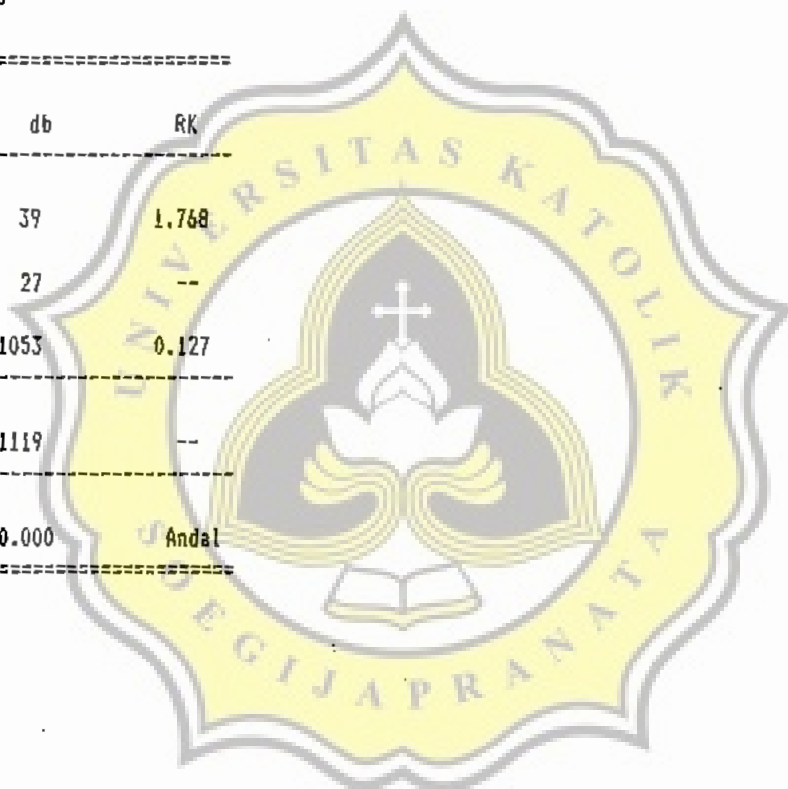 db RK
39 1.768
27 --
1053 0.127
1119 --
0.000 Andal
UNIVERSITAS KATOLIK
SOEGIJAPRANATA